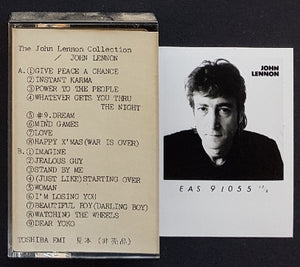 The John Lennon Collection
/ JOHN LENNON
A.①GIVE PEACE A CHANCE
②INSTANT KARMA
③POWER TO THE PEOPLE
④WHATEVER GETS YOU THRU
THE NIGHT
⑤#9.DREAM
⑥MIND GAMES
⑦LOVE
⑧HAPPY X'MAS(WAR IS OVER)
B.①IMAGINE
②JEALOUS GUY
③STAND BY ME
④(JUST LIKE)STARTING OVER
⑤WOMAN
⑥I'M LOSING YOU
⑦BEAUTIFUL BOY(DARLING BOY)
⑧WATCHING THE WHEELS
⑨DEAR YOKO
TOSHIBA EMI 見本(非売品)
JOHN
LENNON
EAS 91055